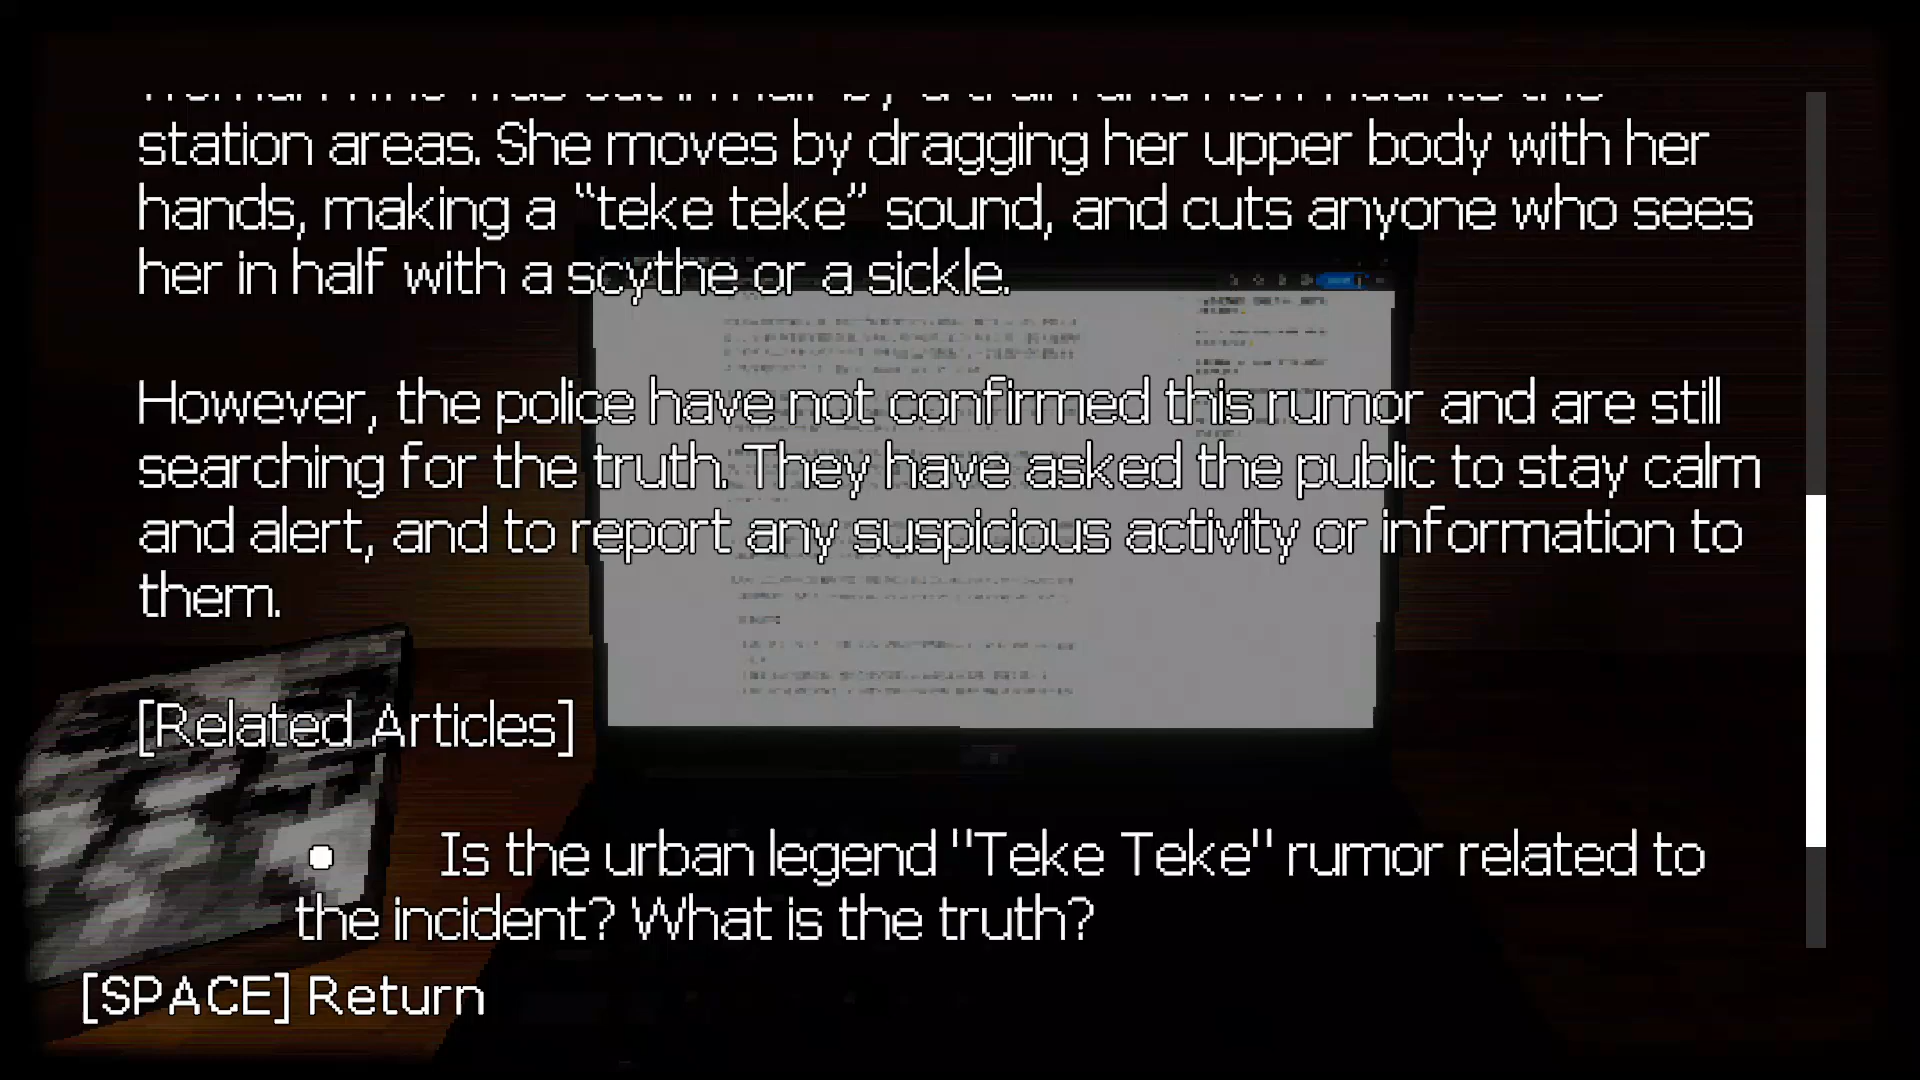 station areas. She moves by dragging her upper body with her
hands, making a “teke teke” sound, and cuts anyone who sees
her in half with a scythe or a sickle.
However, the police have not confirmed this rumor and are still
searching for the truth. They have asked the public to stay calm
and alert, and to report any suspicious activity or information to
them.
[Related Articles]
• Is the urban legend "Teke Teke" rumor related to
the incident? What is the truth?
[SPACE] Return